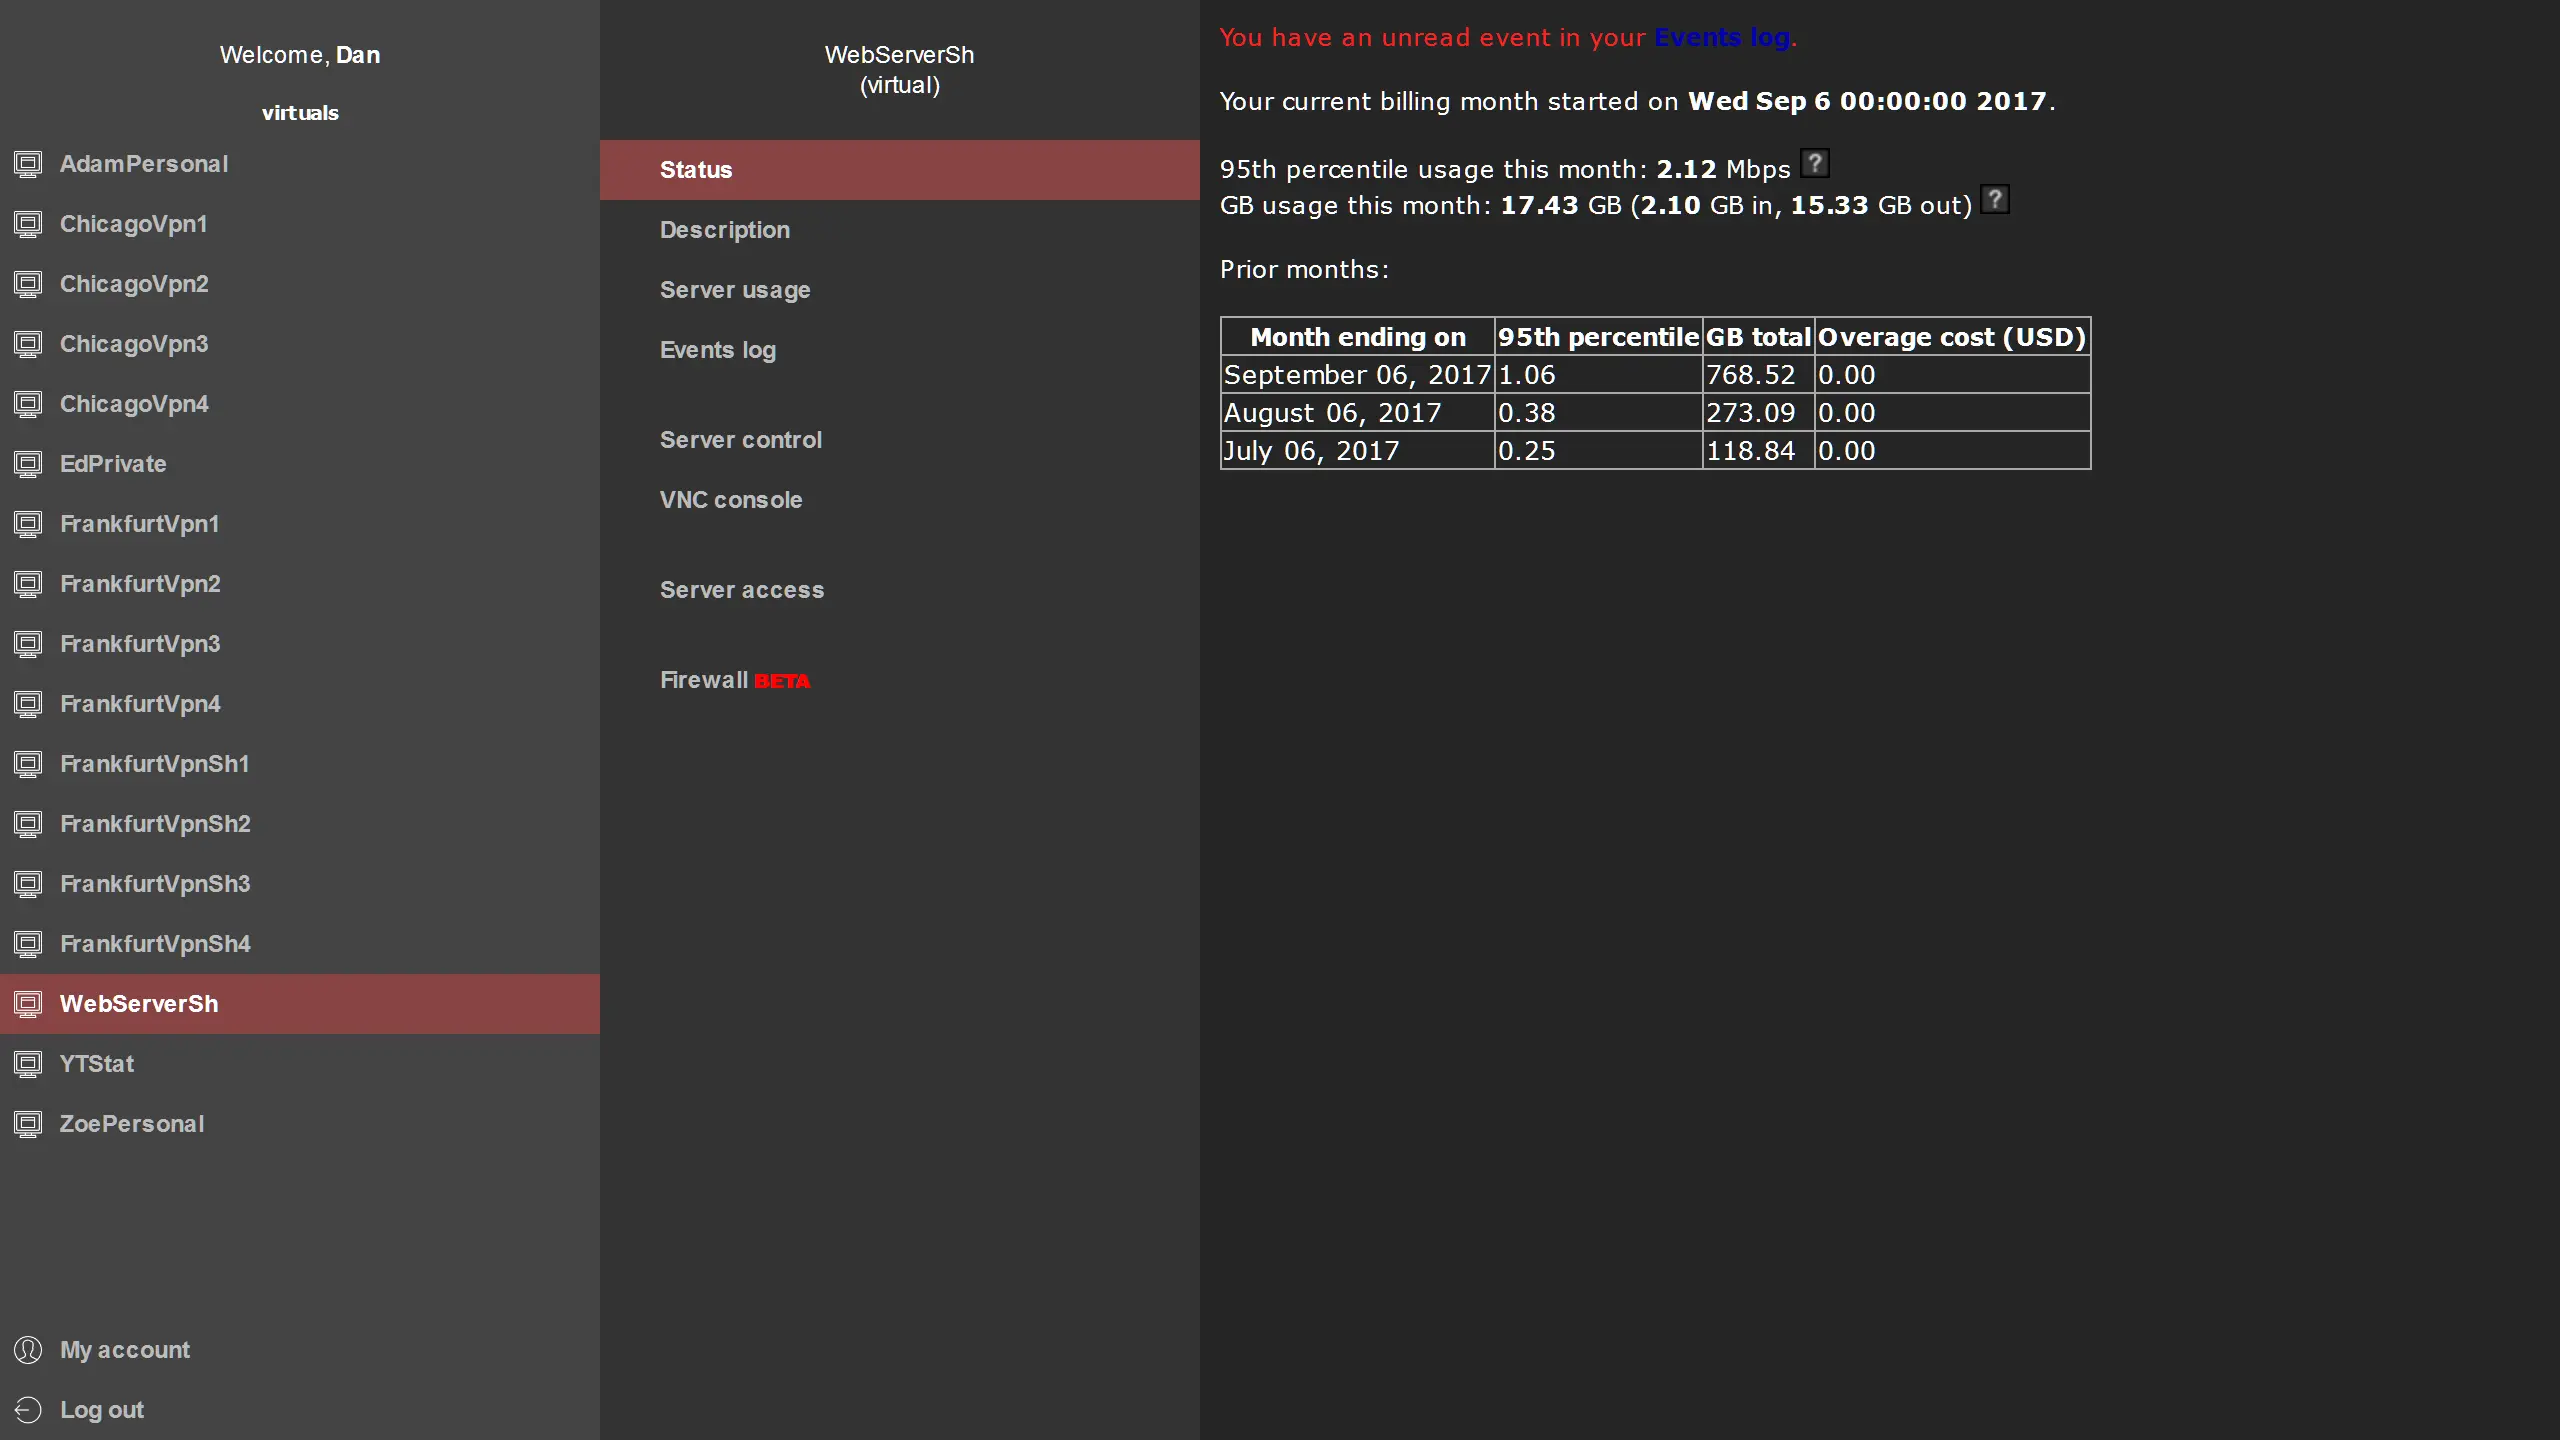 Welcome, Dan
virtuals
AdamPersonal
ChicagoVpn1
ChicagoVpn2
ChicagoVpn3
ChicagoVpn4
EdPrivate
FrankfurtVpn1
FrankfurtVpn2
FrankfurtVpn3
FrankfurtVpn4
FrankfurtVpnSh1
FrankfurtVpnSh2
FrankfurtVpnSh3
FrankfurtVpnSh4
WebServerSh
YTStat
ZoePersonal
My account
Log out
WebServerSh
(virtual)
Status
Description
Server usage
Events log
Server control
VNC console
Server access
Firewall BETA
You have an unread event in your Events log.
Your current billing month started on Wed Sep 6 00:00:00 2017.
95th percentile usage this month: 2.12 Mbps ?
GB usage this month: 17.43 GB (2.10 GB in, 15.33 GB out) ?
Prior months:
Month ending on 95th percentile GB total Overage cost (USD)
September 06, 2017 1.06 768.52 0.00
August 06, 2017 0.38 273.09 0.00
July 06, 2017 0.25 118.84 0.00